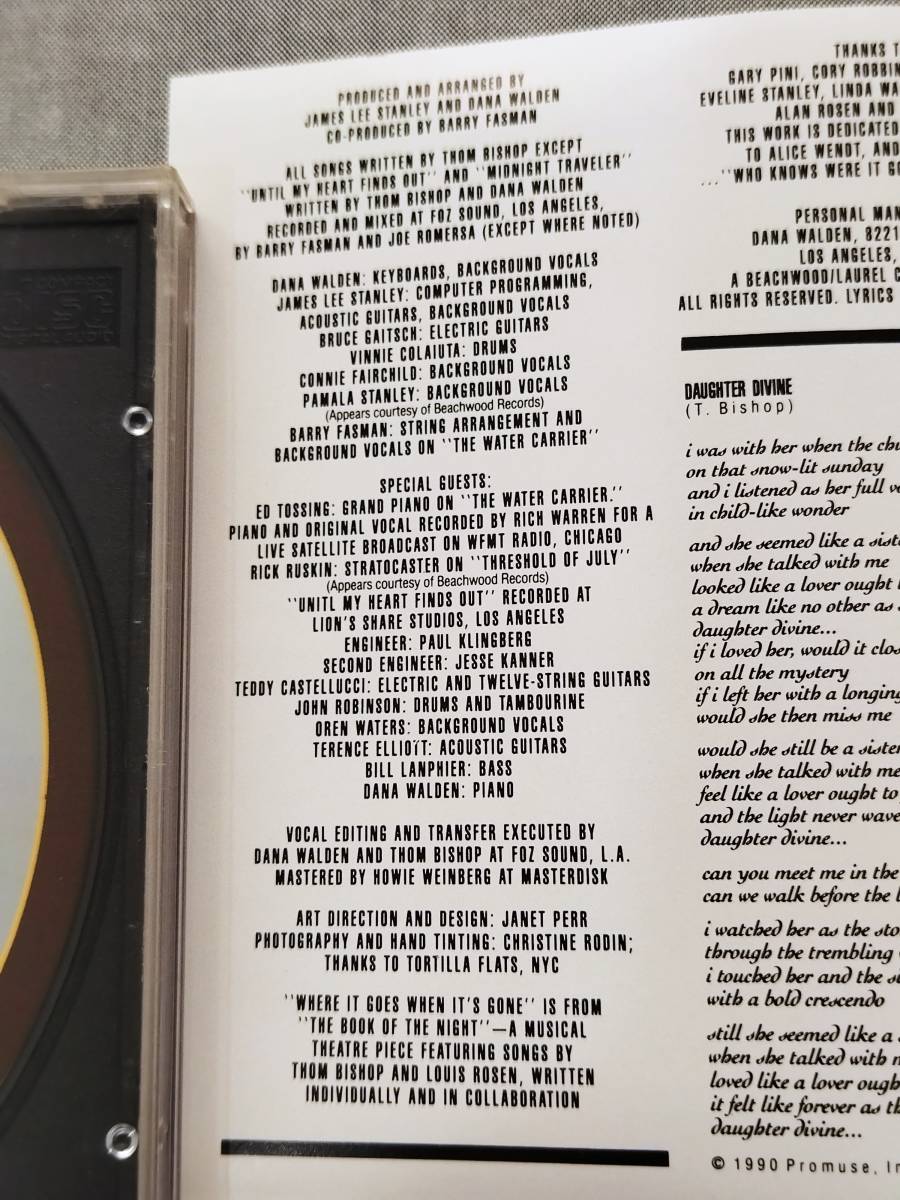 PRODUCED AND ARRANGED BY
JAMES LEE STANLEY AND DANA WALDEN
CO-PRODUCED BY BARRY FASMAN
ALL SONGS WRITTEN BY THOM BISHOP EXCEPT
"UNTIL MY HEART FINDS OUT" AND "MIDNIGHT TRAVELER"
WRITTEN BY THOM BISHOP AND DANA WALDEN
RECORDED AND MIXED AT FOZ SOUND, LOS ANGELES,
BY BARRY FASMAN AND JOE ROMERSA (EXCEPT WHERE NOTED)
DANA WALDEN: KEYBOARDS, BACKGROUND VOCALS
JAMES LEE STANLEY: COMPUTER PROGRAMMING,
ACOUSTIC GUITARS, BACKGROUND VOCALS
BRUCE GAITSCH: ELECTRIC GUITARS
VINNIE COLAIUTA: DRUMS
CONNIE FAIRCHILD: BACKGROUND VOCALS
PAMALA STANLEY: BACKGROUND VOCALS
(Appears courtesy of Beachwood Records)
BARRY FASMAN: STRING ARRANGEMENT AND
BACKGROUND VOCALS ON "THE WATER CARRIER"
SPECIAL GUESTS:
ED TOSSING: GRAND PIANO ON "THE WATER CARRIER."
PIANO AND ORIGINAL VOCAL RECORDED BY RICH WARREN FOR A
LIVE SATELLITE BROADCAST ON WFMT RADIO, CHICAGO
RICK RUSKIN: STRATOCASTER ON "THRESHOLD OF JULY"
(Appears courtesy of Beachwood Records)
"UNITL MY HEART FINDS OUT" RECORDED AT
LION'S SHARE STUDIOS, LOS ANGELES
ENGINEER: PAUL KLINGBERG
SECOND ENGINEER: JESSE KANNER
TEDDY CASTELLUCCI: ELECTRIC AND TWELVE-STRING GUITARS
JOHN ROBINSON: DRUMS AND TAMBOURINE
OREN WATERS: BACKGROUND VOCALS
TERENCE ELLIOÏT: ACOUSTIC GUITARS
BILL LANPHIER: BASS
DANA WALDEN: PIANO
VOCAL EDITING AND TRANSFER EXECUTED BY
DANA WALDEN AND THOM BISHOP AT FOZ SOUND, L.A.
MASTERED BY HOWIE WEINBERG AT MASTERDISK
ART DIRECTION AND DESIGN: JANET PERR
PHOTOGRAPHY AND HAND TINTING: CHRISTINE RODIN;
THANKS TO TORTILLA FLATS, NYC
"WHERE IT GOES WHEN IT'S GONE" IS FROM
"THE BOOK OF THE NIGHT"—A MUSICAL
THEATRE PIECE FEATURING SONGS BY
THOM BISHOP AND LOUIS ROSEN, WRITTEN
INDIVIDUALLY AND IN COLLABORATION
THANKS
GARY PINI, CORY
EVELINE STANLEY, LINDA
ALAN ROSEN AND
THIS WORK IS DEDICATED
TO ALICE WENDT, AND
..."WHO KNOWS WERE IT
PERSONAL
DANA WALDEN, 8221
LOS ANGELES,
A BEACHWOOD/LAUREL
ALL RIGHTS RESERVED. LYRICS
DAUGHTER DIVINE
(T. Bishop)
i was with her when the
on that snow-lit sunday
and i listened as her full
in child-like wonder
and she seemed like a
when she talked with me
looked like a lover ought
a dream like no other as
daughter divine...
if i loved her, would it
on all the mystery
if i left her with a
would she then miss me
would she still be a
when she talked with me
feel like a lover ought to
and the light never
daughter divine...
can you meet me in the
can we walk before the
i watched her as the
through the trembling
i touched her and the
with a bold crescendo
still she seemed like a
when she talked with
loved like a lover
it felt like forever as
daughter divine...
© 1990 Promuse,